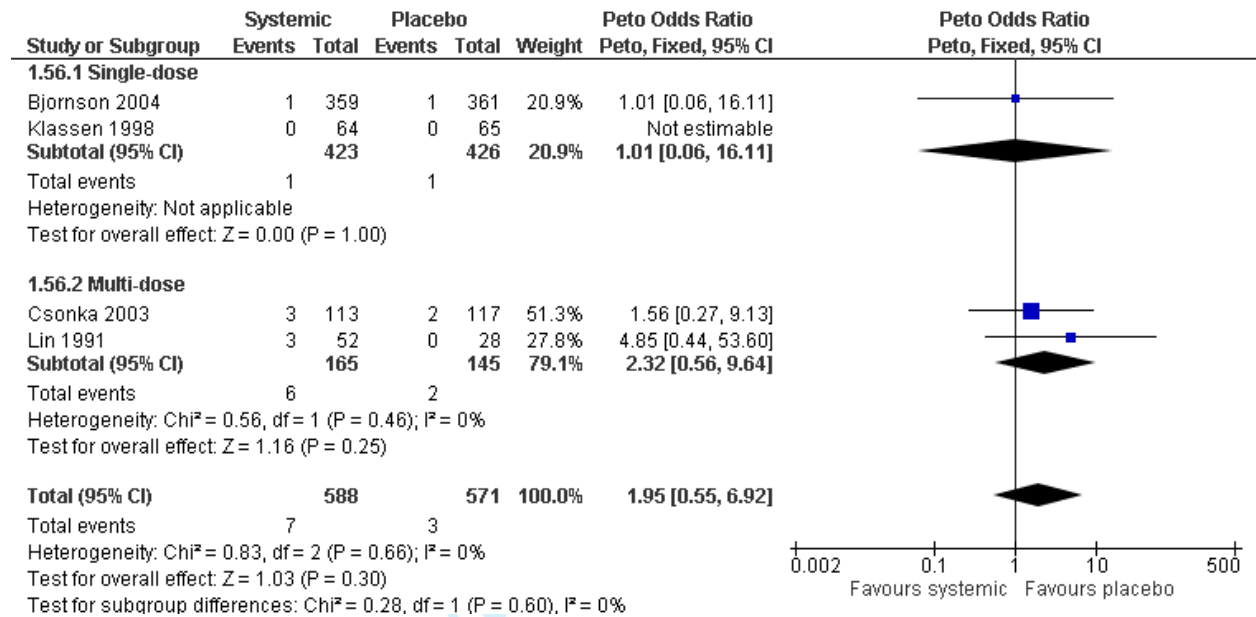 Systemic Placebo Peto Odds Ratio Peto Odds Ratio
Study or Subgroup Events Total Events Total Weight Peto, Fixed, 95% CI Peto, Fixed, 95% CI
1.56.1 Single-dose
Bjornson 2004 1 359 1 361 20.9% 1.01 [0.06, 16.11]
Klassen 1998 0 64 0 65 Not estimable
Subtotal (95% CI) 423 426 20.9% 1.01 [0.06, 16.11]
Total events 1 1
Heterogeneity: Not applicable
Test for overall effect: Z = 0.00 (P = 1.00)
1.56.2 Multi-dose
Csonka 2003 3 113 2 117 51.3% 1.56 [0.27, 9.13]
Lin 1991 3 52 0 28 27.8% 4.85 [0.44, 53.60]
Subtotal (95% CI) 165 145 79.1% 2.32 [0.56, 9.64]
Total events 6 2
Heterogeneity: Chi² = 0.56, df = 1 (P = 0.46); I² = 0%
Test for overall effect: Z = 1.16 (P = 0.25)
Total (95% CI) 588 571 100.0% 1.95 [0.55, 6.92]
Total events 7 3
Heterogeneity: Chi² = 0.83, df = 2 (P = 0.66); I² = 0%
Test for overall effect: Z = 1.03 (P = 0.30)
Test for subgroup differences: Chi² = 0.28, df = 1 (P = 0.60), I² = 0%
0.002 0.1 1 10 500
Favours systemic Favours placebo